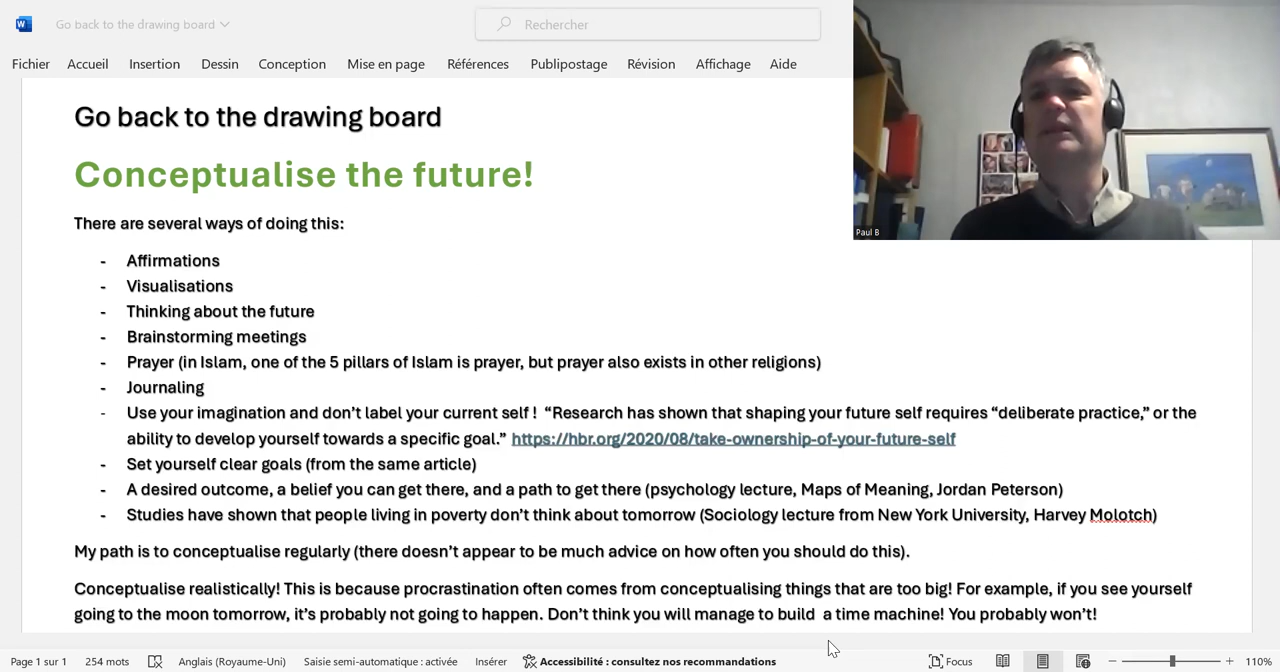 Go back to the drawing board
Rechercher
Fichier Accueil Insertion Dessin Conception Mise en page Références Publipostage Révision Affichage Aide
Paul B
Go back to the drawing board
Conceptualise the future!
There are several ways of doing this:
- Affirmations
- Visualisations
- Thinking about the future
- Brainstorming meetings
- Prayer (in Islam, one of the 5 pillars of Islam is prayer, but prayer also exists in other religions)
- Journaling
- Use your imagination and don’t label your current self ! “Research has shown that shaping your future self requires “deliberate practice,” or the
ability to develop yourself towards a specific goal.” https://hbr.org/2020/08/take-ownership-of-your-future-self
- Set yourself clear goals (from the same article)
- A desired outcome, a belief you can get there, and a path to get there (psychology lecture, Maps of Meaning, Jordan Peterson)
- Studies have shown that people living in poverty don’t think about tomorrow (Sociology lecture from New York University, Harvey Molotch)
My path is to conceptualise regularly (there doesn’t appear to be much advice on how often you should do this).
Conceptualise realistically! This is because procrastination often comes from conceptualising things that are too big! For example, if you see yourself
going to the moon tomorrow, it’s probably not going to happen. Don’t think you will manage to build a time machine! You probably won’t!
Page 1 sur 1 254 mots Anglais (Royaume-Uni) Saisie semi-automatique : activée Insérer Accessibilité : consultez nos recommandations Focus 110%